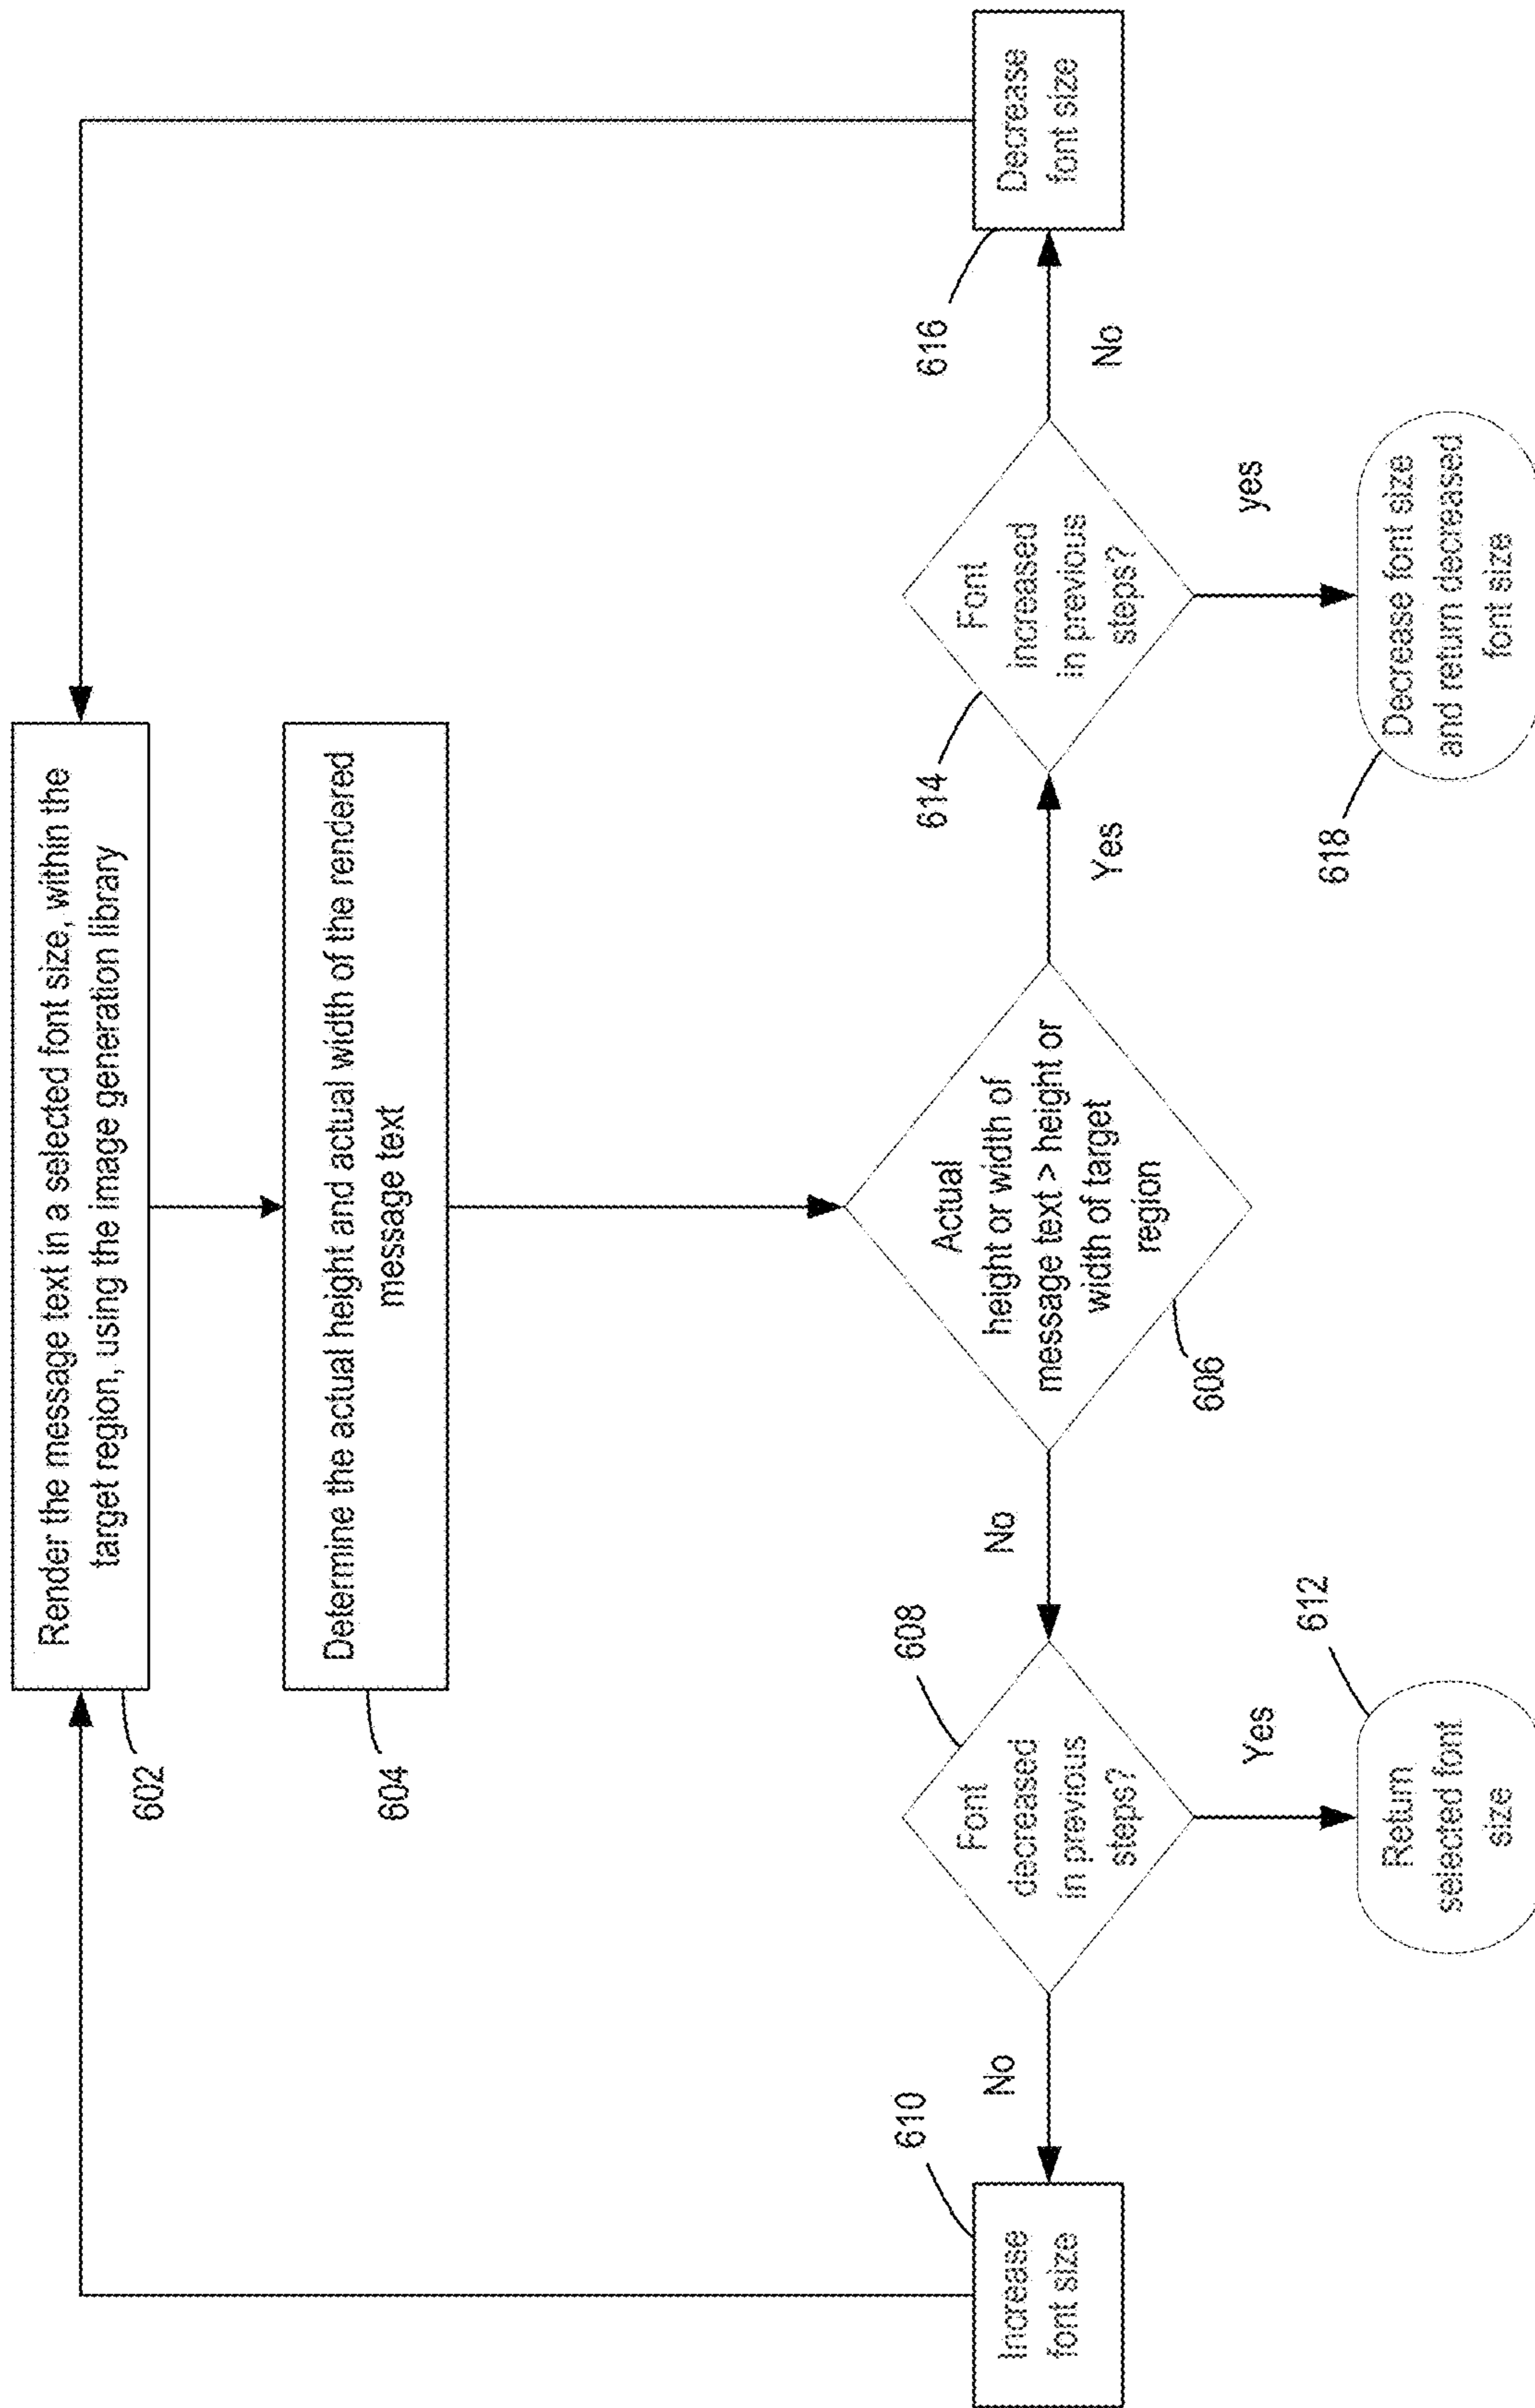 Render the message text in a selected font size, within the
target region, using the image generation library
602
Determine the actual height and actual width of the rendered
message text
604
Actual
height or width of
message text > height or
width of target
region
606
No
Yes
608
Font
decreased
in previous
steps?
No
Yes
610
Increase
font size
612
Return
selected font
size
614
Font
increased
in previous
steps?
No
yes
616
Decrease
font size
618
Decrease font size
and return decreased
font size